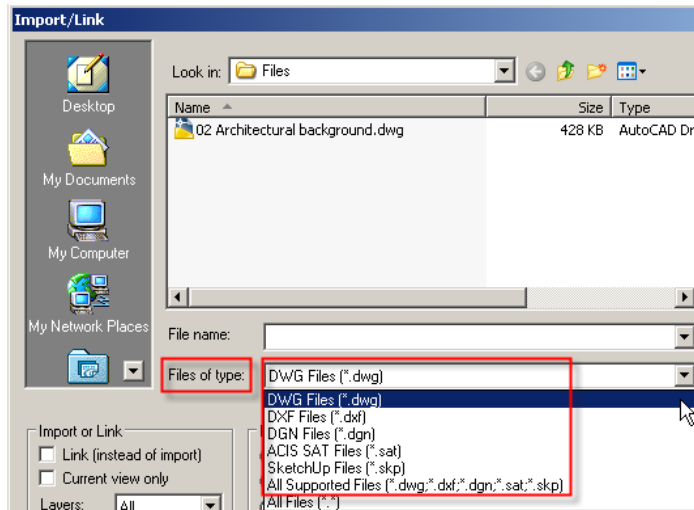 Import/Link
Look in: Files
Desktop
My Documents
My Computer
My Network Places
Name Size Type
02 Architectural background.dwg 428 KB AutoCAD Dr
File name:
Files of type: DWG Files (*.dwg)
DWG Files (*.dwg)
DXF Files (*.dxf)
DGN Files (*.dgn)
ACIS SAT Files (*.sat)
SketchUp Files (*.skp)
All Supported Files (*.dwg;*.dxf;*.dgn;*.sat;*.skp)
All Files (*.*)
Import or Link
Link (instead of import)
Current view only
Layers: All